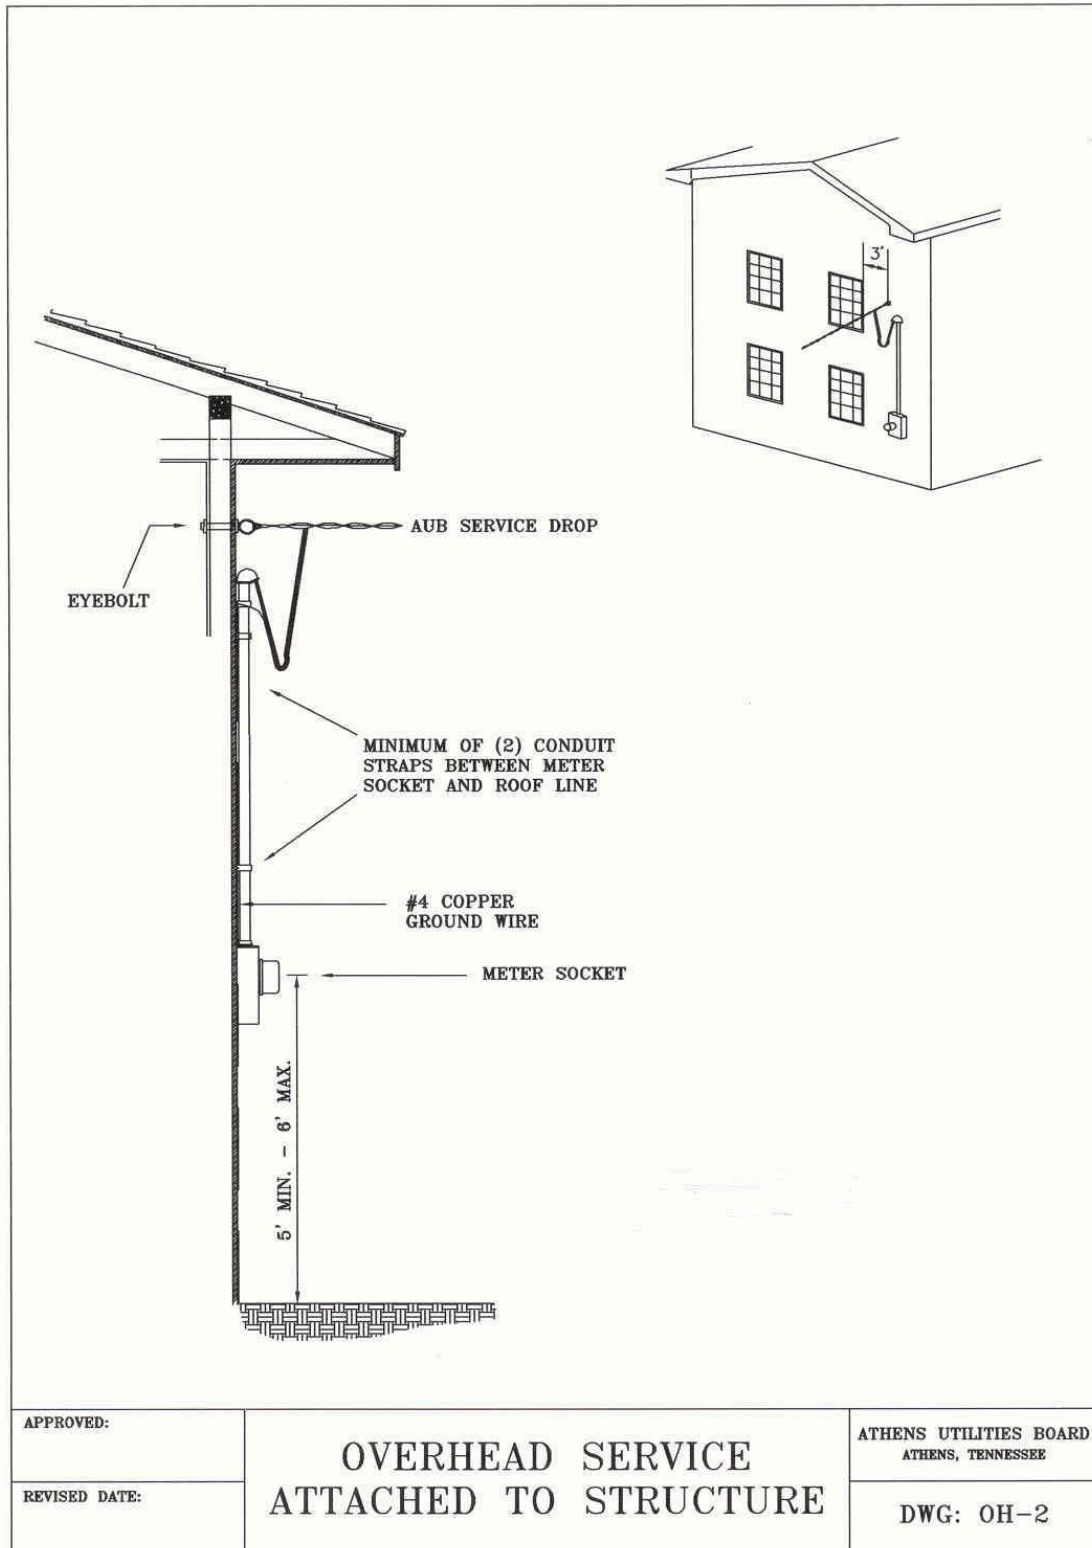 3'
AUB SERVICE DROP
EYEBOLT
MINIMUM OF (2) CONDUIT
STRAPS BETWEEN METER
SOCKET AND ROOF LINE
#4 COPPER
GROUND WIRE
METER SOCKET
5' MIN. - 6' MAX.
APPROVED:
REVISED DATE:
OVERHEAD SERVICE
ATTACHED TO STRUCTURE
ATHENS UTILITIES BOARD
ATHENS, TENNESSEE
DWG: OH-2